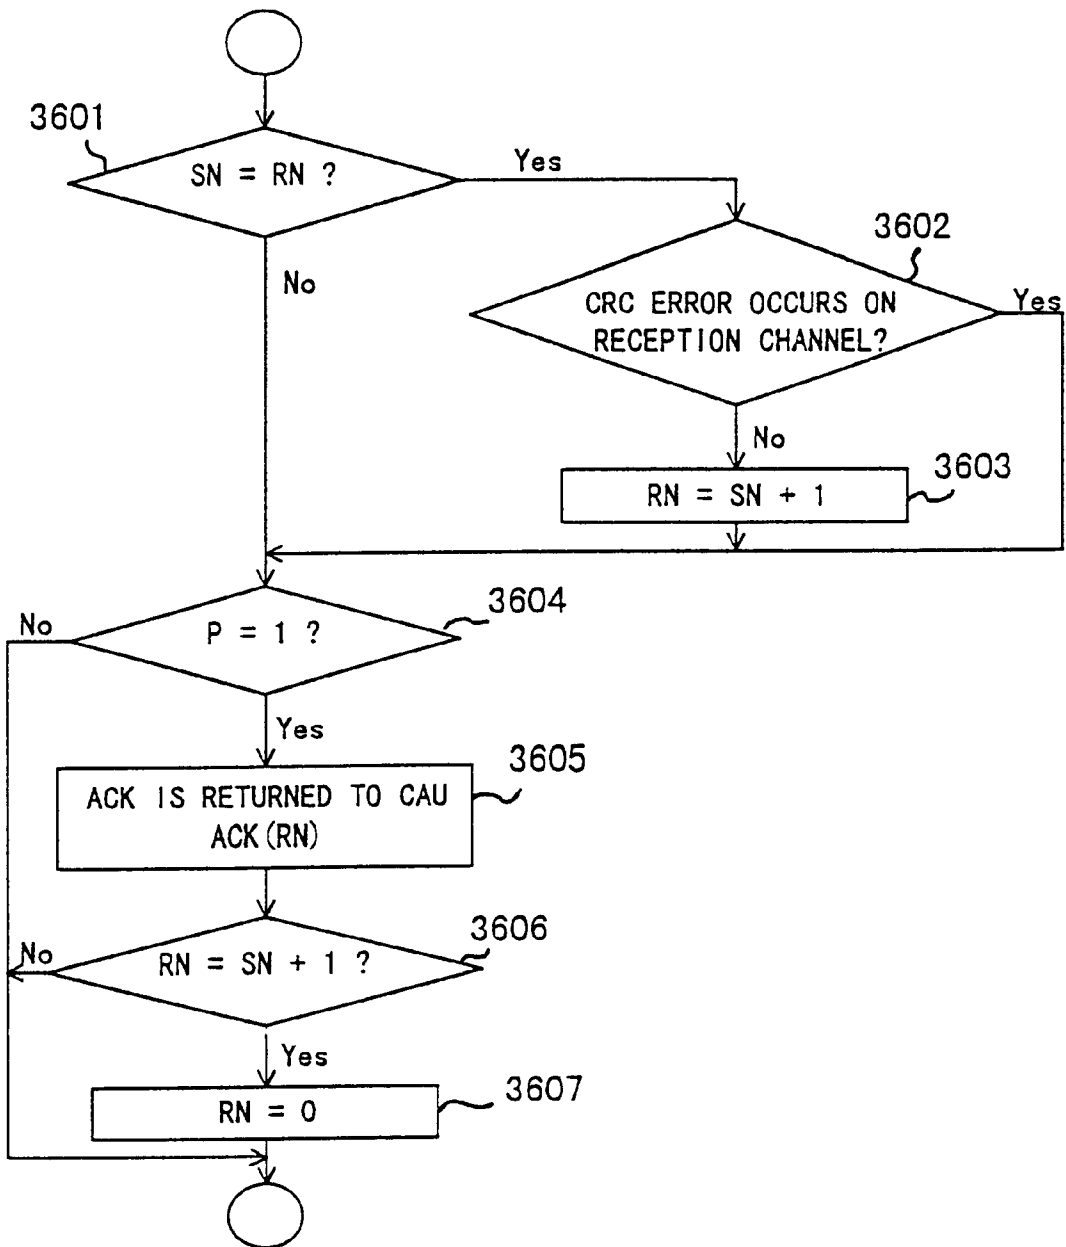 3601
SN = RN ?
Yes
No
3602
CRC ERROR OCCURS ON
RECEPTION CHANNEL?
Yes
No
3603
RN = SN + 1
3604
P = 1 ?
No
Yes
3605
ACK IS RETURNED TO CAU
ACK(RN)
3606
RN = SN + 1 ?
No
Yes
3607
RN = 0